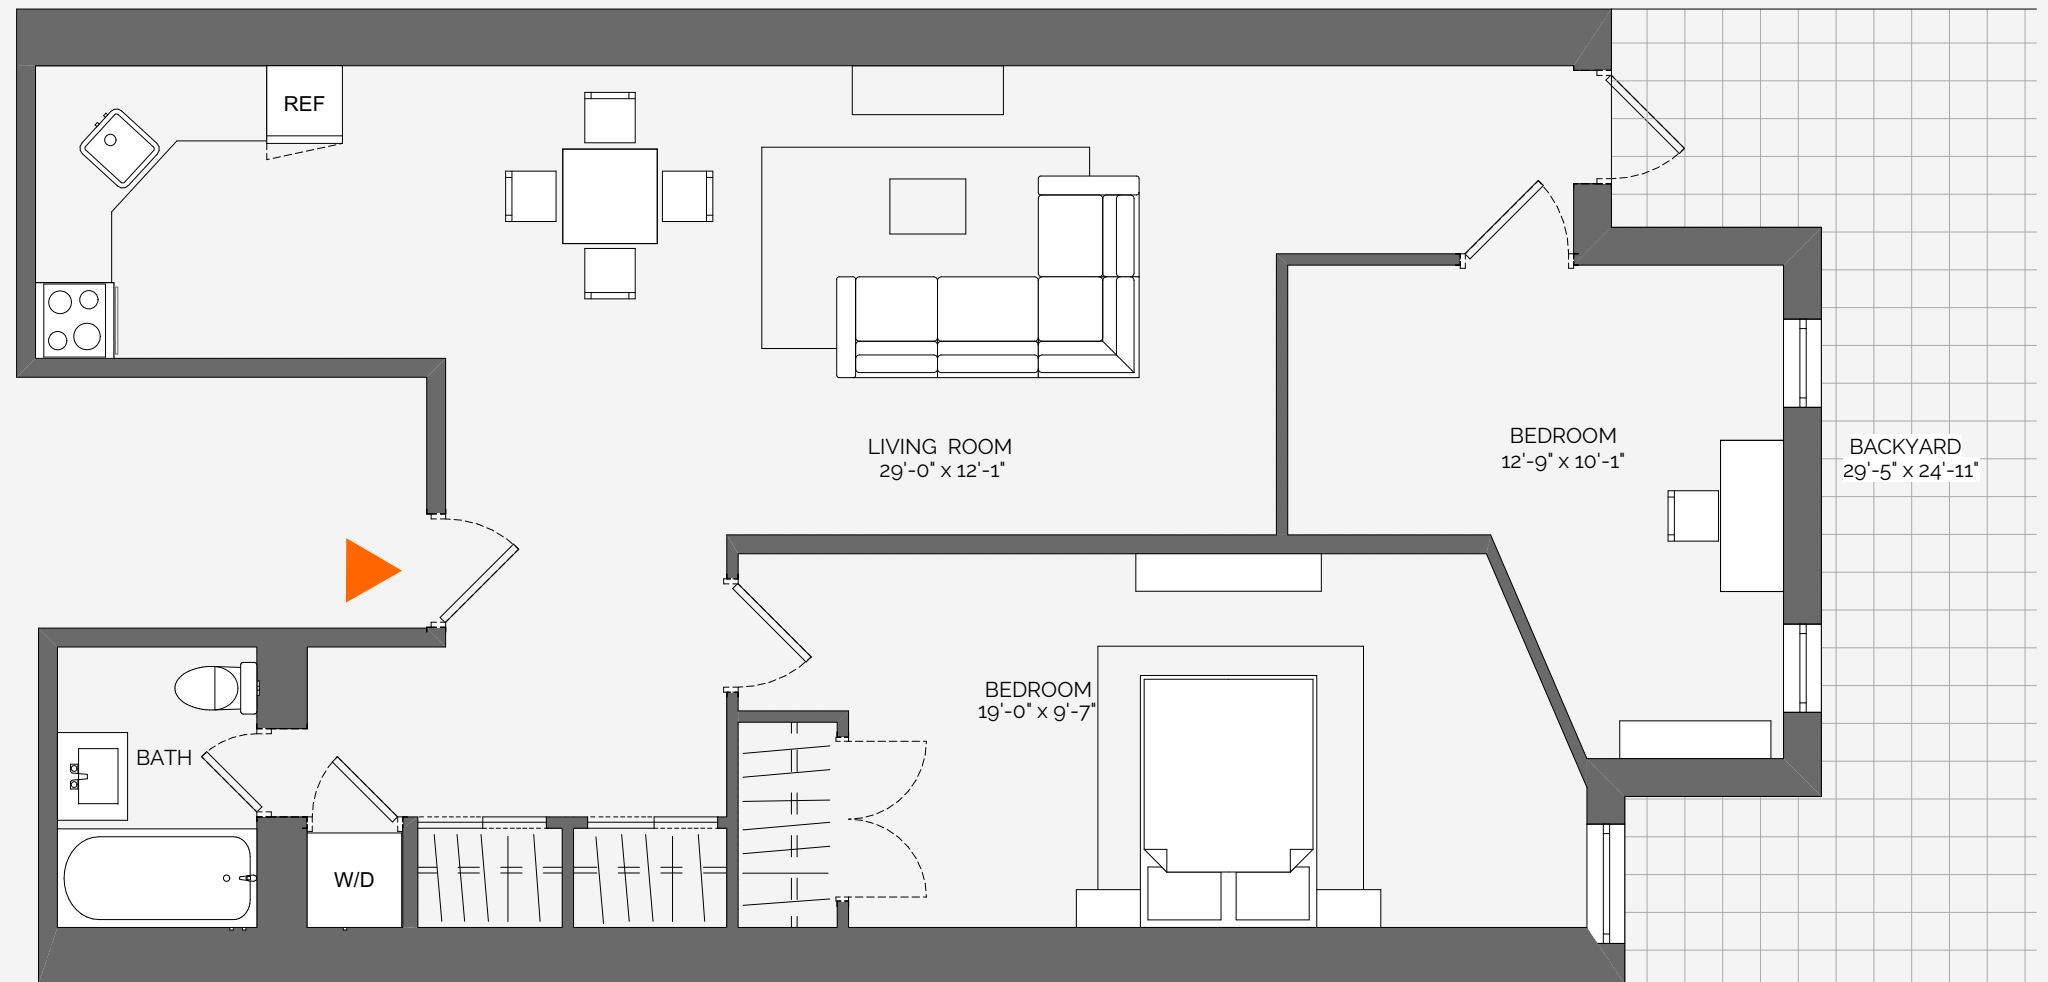 REF
LIVING ROOM
29'-0" x 12'-1"
BEDROOM
12'-9" x 10'-1"
BACKYARD
29'-5" x 24'-11"
BEDROOM
19'-0" x 9'-7"
BATH
W/D